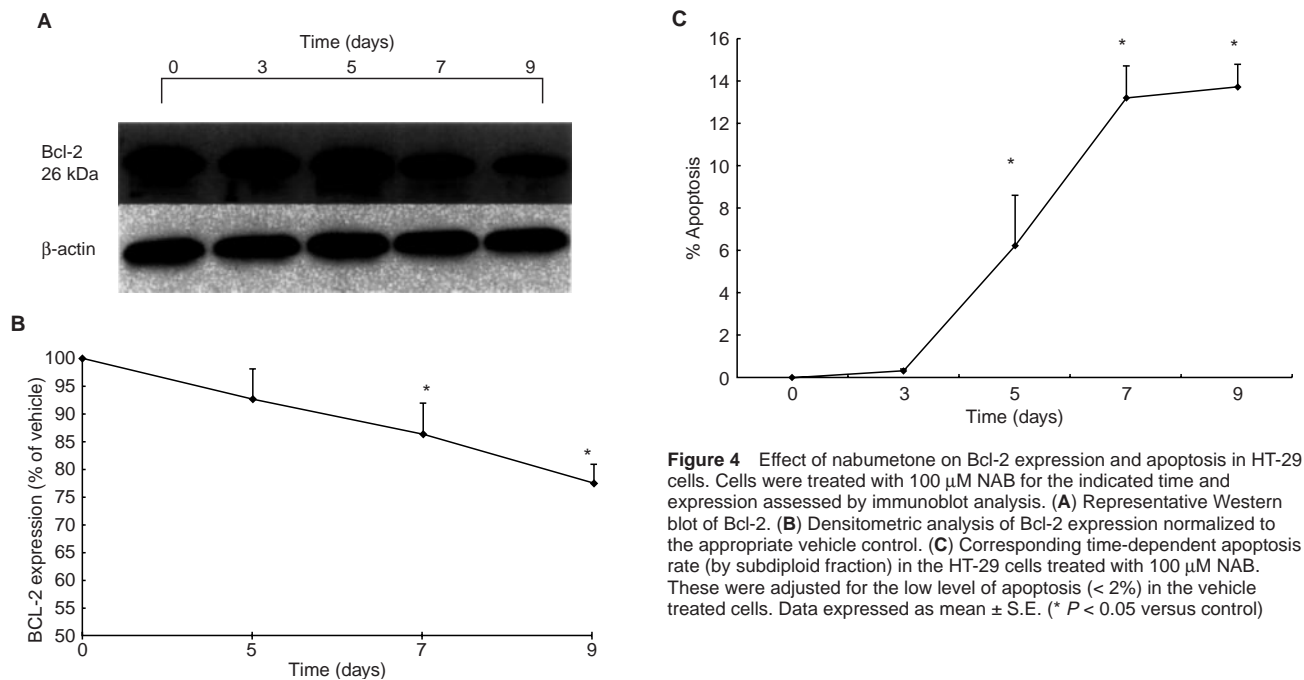 A
Time (days)
0 3 5 7 9
Bcl-2
26 kDa
β-actin
B
BCL-2 expression (% of vehicle)
100
95
90
85
80
75
70
65
60
55
50
*
*
0 5 7 9
Time (days)
C
% Apoptosis
16
14
12
10
8
6
4
2
0
*
*
*
0 3 5 7 9
Time (days)
Figure 4 Effect of nabumetone on Bcl-2 expression and apoptosis in HT-29
cells. Cells were treated with 100 μM NAB for the indicated time and
expression assessed by immunoblot analysis. (A) Representative Western
blot of Bcl-2. (B) Densitometric analysis of Bcl-2 expression normalized to
the appropriate vehicle control. (C) Corresponding time-dependent apoptosis
rate (by subdiploid fraction) in the HT-29 cells treated with 100 μM NAB.
These were adjusted for the low level of apoptosis (< 2%) in the vehicle
treated cells. Data expressed as mean ± S.E. (* P < 0.05 versus control)